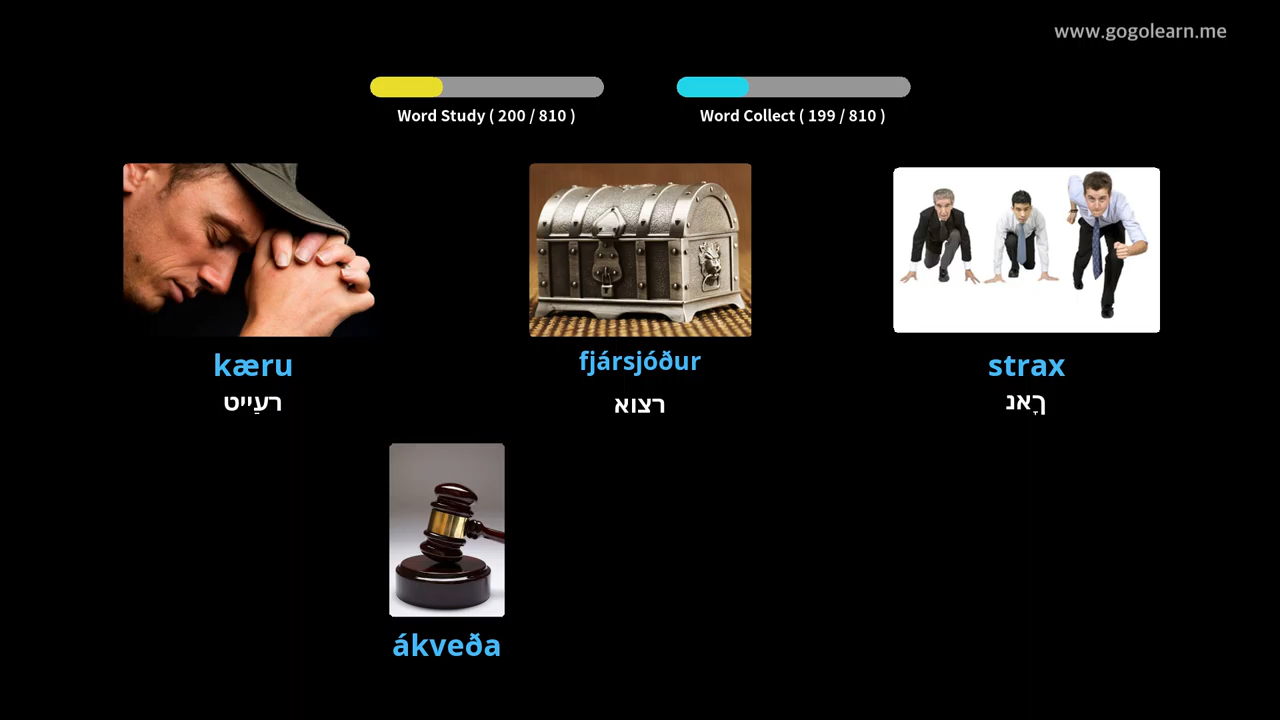 www.gogolearn.me
Word Study ( 200 / 810 )
Word Collect ( 199 / 810 )
kæru
רעַייט
fjársjóður
רצוא
strax
ךָאנ
ákveða